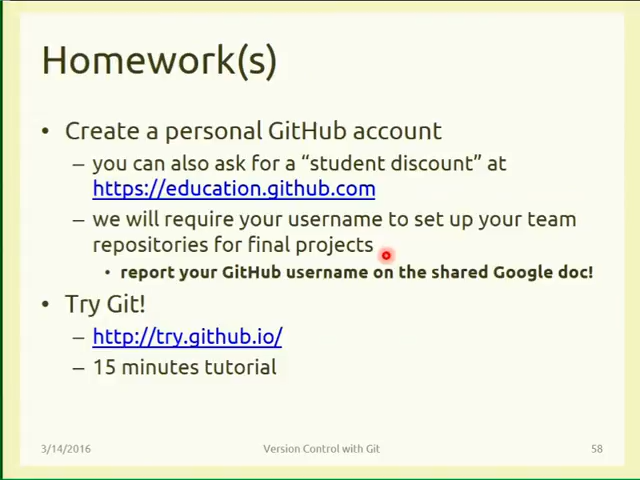 Homework(s)
• Create a personal GitHub account
– you can also ask for a “student discount” at
https://education.github.com
– we will require your username to set up your team
repositories for final projects
• report your GitHub username on the shared Google doc!
• Try Git!
– http://try.github.io/
– 15 minutes tutorial
3/14/2016 Version Control with Git 58